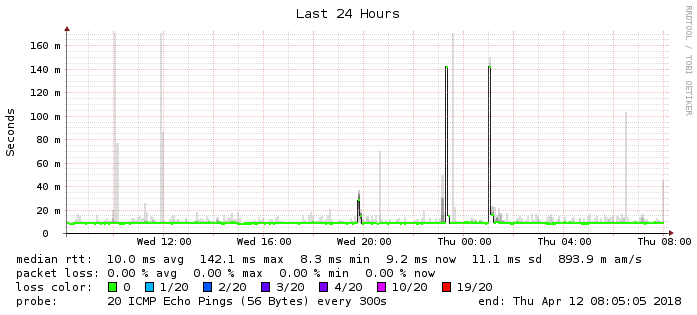 Last 24 Hours
RRDTOOL / TOBI OETIKER
Seconds
160 m
140 m
120 m
100 m
80 m
60 m
40 m
20 m
0
Wed 12:00 Wed 16:00 Wed 20:00 Thu 00:00 Thu 04:00 Thu 08:00
median rtt: 10.0 ms avg 142.1 ms max 8.3 ms min 9.2 ms now 11.1 ms sd 893.9 m am/s
packet loss: 0.00 % avg 0.00 % max 0.00 % min 0.00 % now
loss color: 0 1/20 2/20 3/20 4/20 10/20 19/20
probe: 20 ICMP Echo Pings (56 Bytes) every 300s end: Thu Apr 12 08:05:05 2018